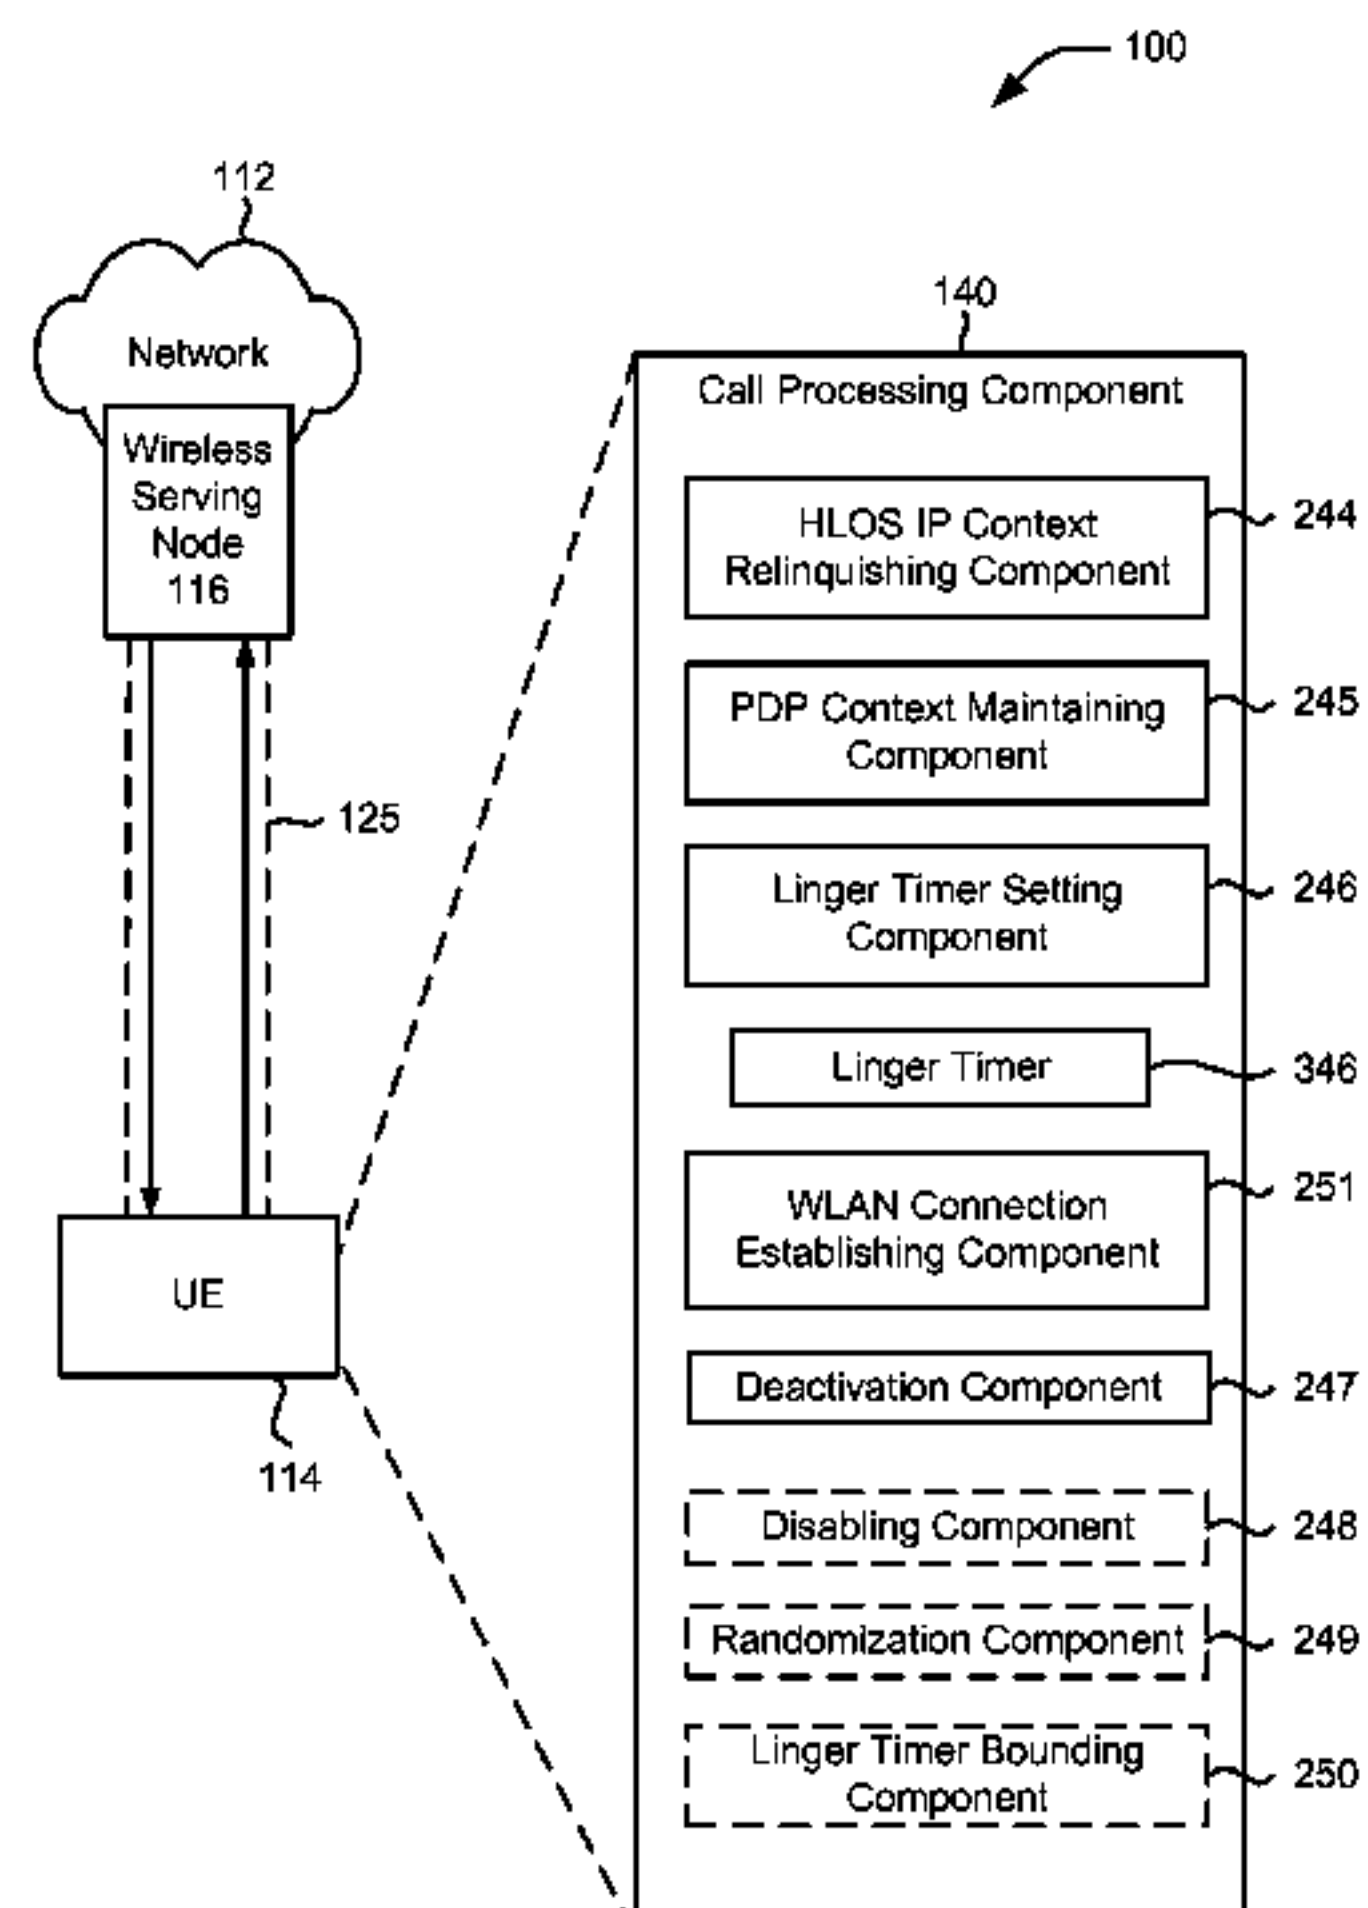 100
112
Network
Wireless
Serving
Node
116
125
UE
114
140
Call Processing Component
HLOS IP Context
Relinquishing Component
244
PDP Context Maintaining
Component
245
Linger Timer Setting
Component
246
Linger Timer
346
WLAN Connection
Establishing Component
251
Deactivation Component
247
Disabling Component
248
Randomization Component
249
Linger Timer Bounding
Component
250